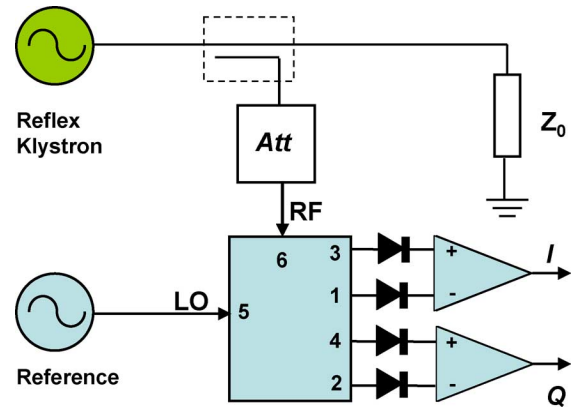 Reflex
Klystron
Att
Z0
RF
3
I
6
+
1
-
LO
5
4
+
2
-
Reference
Q